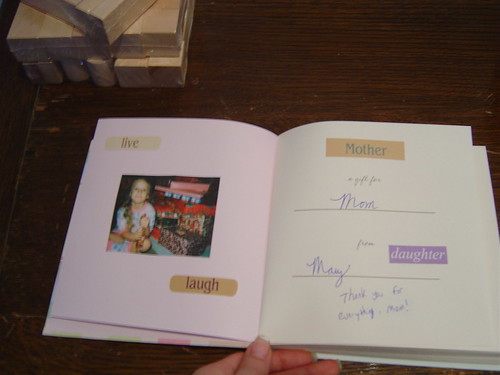 live
laugh
Mother
a gift for
Mom
from
daughter
May
Thank you for
everything, Mom!